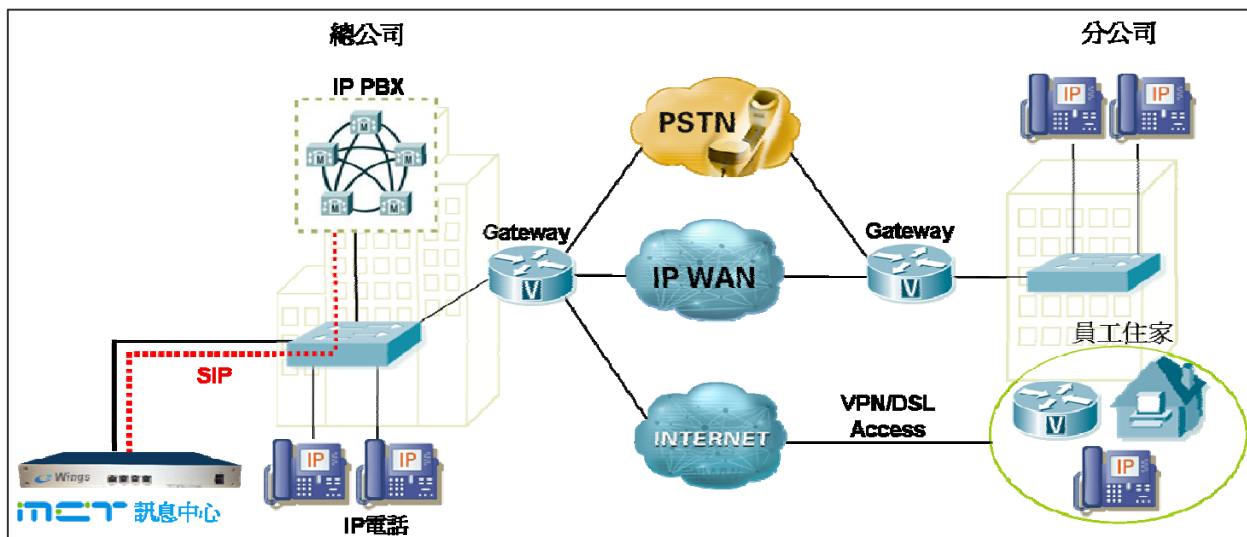 總公司
分公司
IP PBX
M
M
M
M
M
PSTN
IP
IP
Gateway
Gateway
V
IP WAN
V
員工住家
SIP
INTERNET
VPN/DSL
Access
V
IP
IP
IP
Wings
mct 訊息中心
IP電話